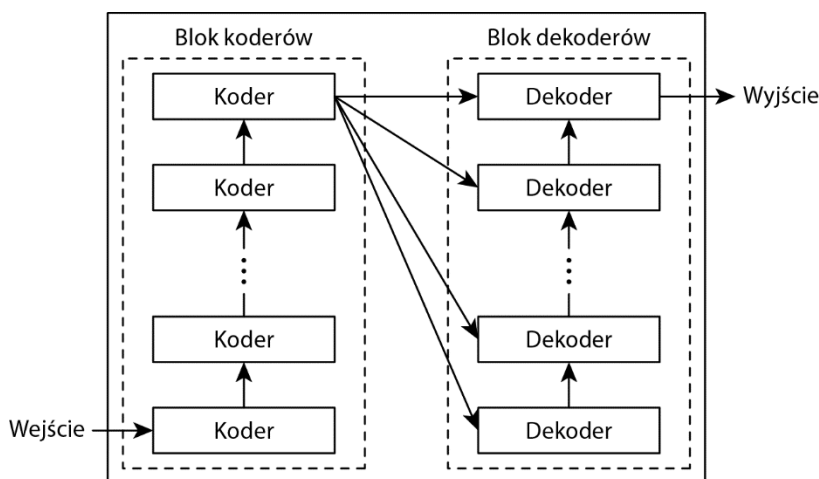 Blok koderów
Blok dekoderów
Koder
Dekoder
Wyjście
Koder
Dekoder
Koder
Dekoder
Wejście
Koder
Dekoder